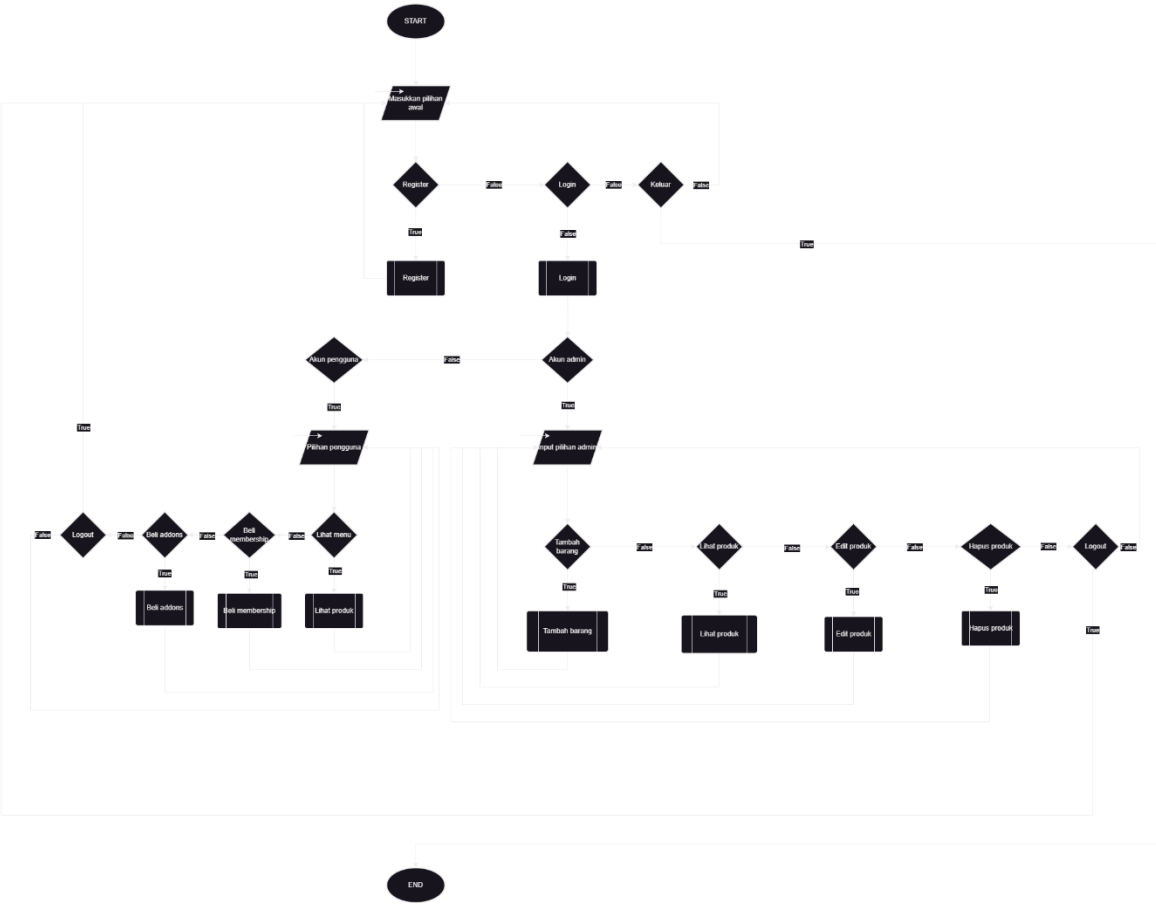 START
Masukkan pilihan
awal
Register
False
Login
False
Keluar
False
True
False
True
Register
Login
Akun pengguna
False
Akun admin
True
True
Pilihan pengguna
Input pilihan admin
True
False
Logout
False
Beli addons
False
Beli
membership
False
Lihat menu
True
True
True
Beli addons
Beli membership
Lihat produk
Tambah
barang
False
Lihat produk
False
Edit produk
False
Hapus produk
False
Logout
False
True
True
True
True
True
Tambah barang
Lihat produk
Edit produk
Hapus produk
END